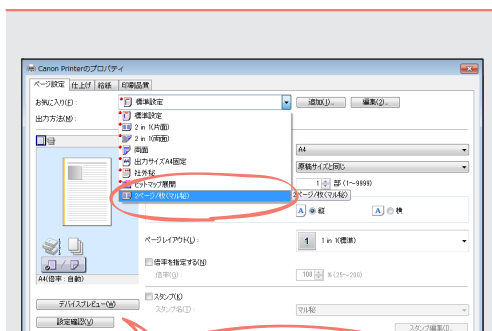 Canon Printerのプロパティ
ページ設定 仕上げ 給紙 印刷品質
お気に入り(F): 標準設定 追加(1)... 編集(2)...
出力方法(M):
標準設定
2 in 1(片面)
2 in 1(両面)
両面
出力サイズA4固定
社外秘
ビットマップ展開
2ページ/枚(マル秘)
A4
原稿サイズと同じ
1 部 (1～9999)
2ページ/枚(マル秘)
A 縦 A 横
ページレイアウト(L): 1 1 in 1(標準)
倍率を指定する(N)
倍率(G): 100 % (25～200)
A4(倍率:自動)
スタンプ(K)
スタンプ名(T): マル秘
デバイスプレビュー(W)
設定確認(V)
スタンプ編集(I)...